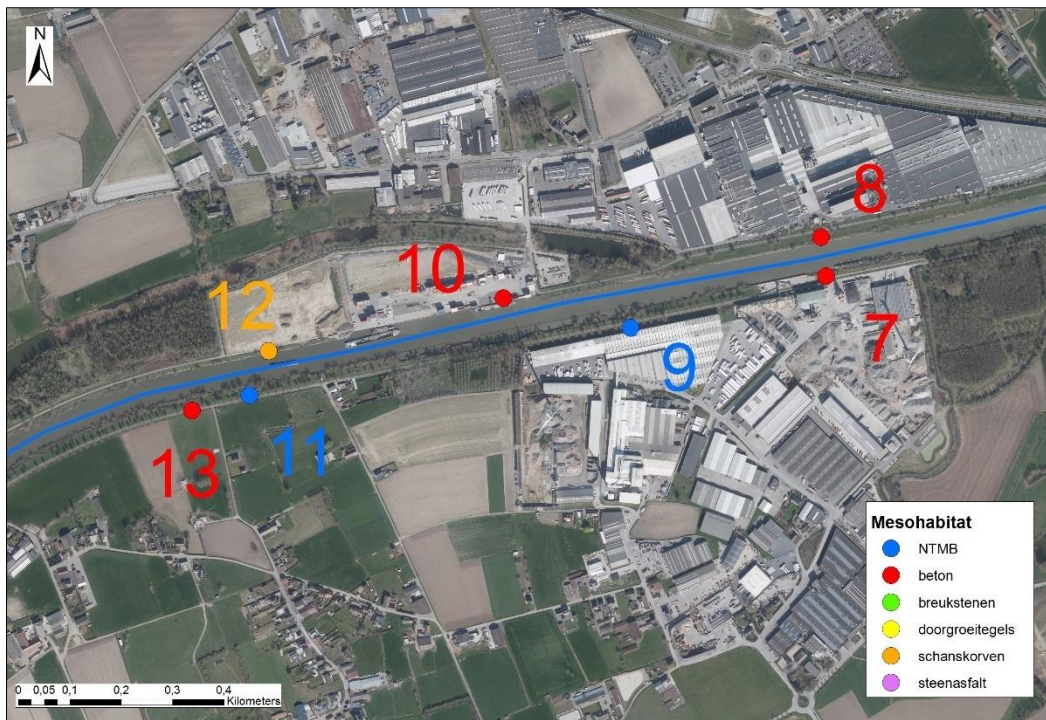 N
8
10
12
7
9
11
13
Mesohabitat
NTMB
beton
breukstenen
doorgroeitegels
schanskorven
steenasfalt
0 0,05 0,1 0,2 0,3 0,4
Kilometers